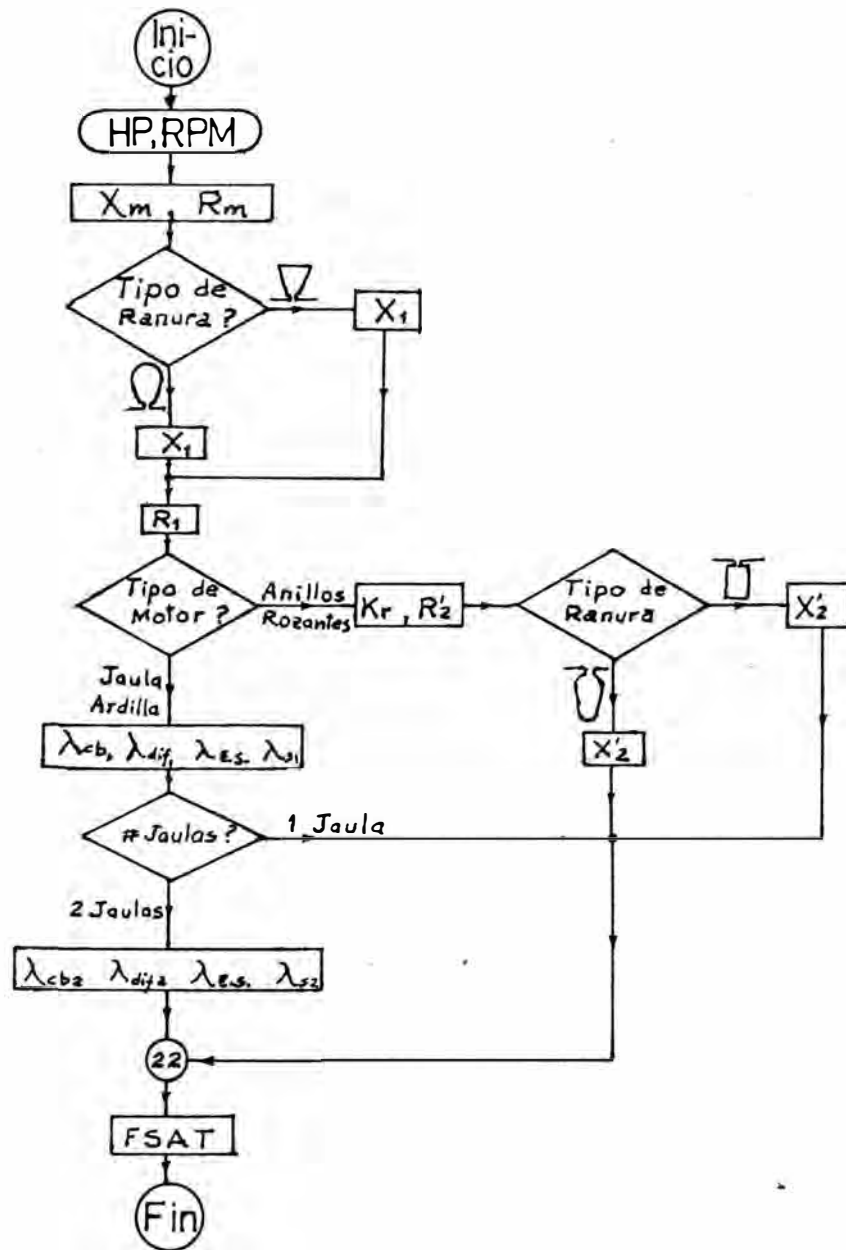 Ini-
cio
HP, RPM
Xm, Rm
Tipo de
Ranura ?
X1
X1
R1
Tipo de
Motor ?
Anillos
Rozantes
Kr, R'2
Tipo de
Ranura
X'2
X'2
Jaula
Ardilla
λcb, λdif, λE.S. λs1
# Jaulas ?
1 Jaula
2 Jaulas
λcb2 λdif2 λE.S. λs2
22
FSAT
Fin